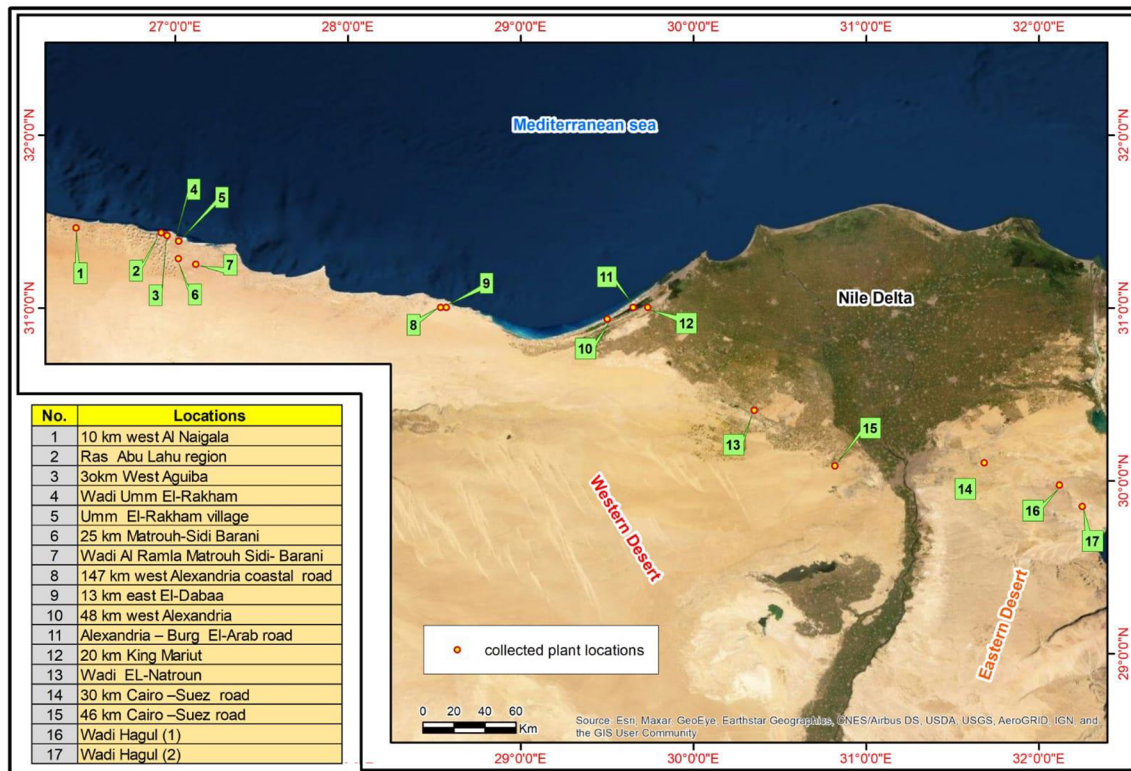 27°0'0"E 28°0'0"E 29°0'0"E 30°0'0"E 31°0'0"E 32°0'0"E
Mediterranean sea
32°0'0"N 32°0'0"N
4
5
1 2 3 6 7
9
8
11
31°0'0"N 31°0'0"N
Nile Delta
10 12
13
15
14
30°0'0"N 30°0'0"N
16
17
Western Desert
Eastern Desert
29°0'0"N
No. Locations
1 10 km west Al Naigala
2 Ras Abu Lahu region
3 3okm West Aguiba
4 Wadi Umm El-Rakham
5 Umm El-Rakham village
6 25 km Matrouh-Sidi Barani
7 Wadi Al Ramla Matrouh Sidi- Barani
8 147 km west Alexandria coastal road
9 13 km east El-Dabaa
10 48 km west Alexandria
11 Alexandria – Burg El-Arab road
12 20 km King Mariut
13 Wadi EL-Natroun
14 30 km Cairo –Suez road
15 46 km Cairo –Suez road
16 Wadi Hagul (1)
17 Wadi Hagul (2)
collected plant locations
0 20 40 60
Km
Source: Esri, Maxar, GeoEye, Earthstar Geographics, CNES/Airbus DS, USDA, USGS, AeroGRID, IGN, and
the GIS User Community
29°0'0"E 30°0'0"E 31°0'0"E 32°0'0"E